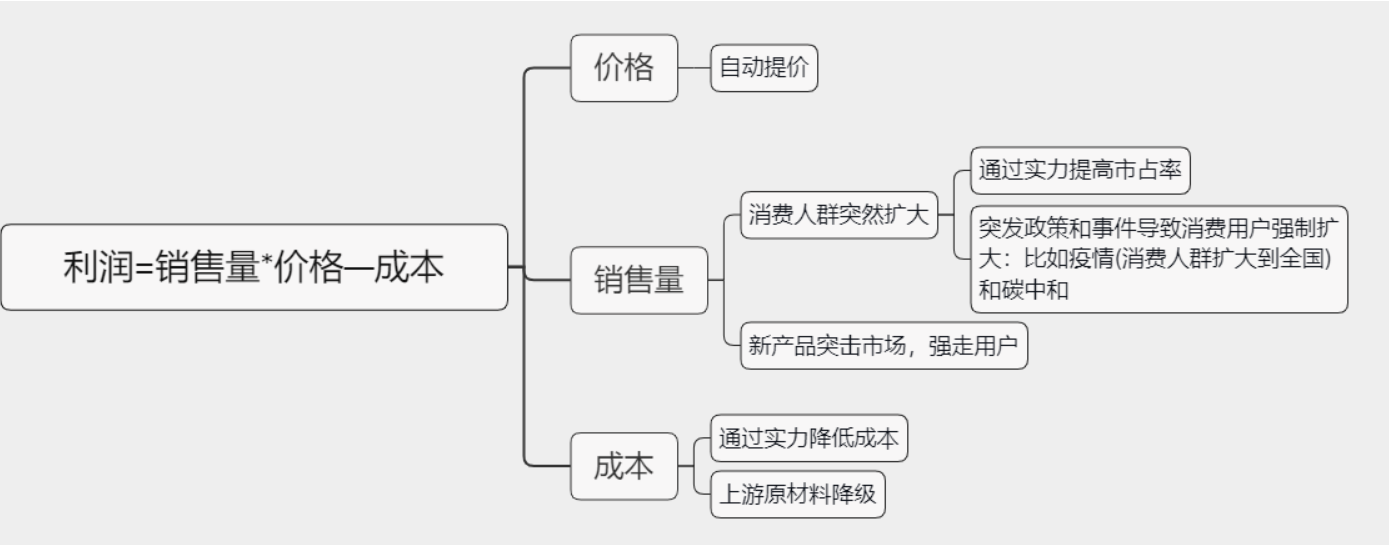 利润=销售量*价格—成本
价格
自动提价
销售量
消费人群突然扩大
通过实力提高市占率
突发政策和事件导致消费用户强制扩
大：比如疫情(消费人群扩大到全国)
和碳中和
新产品突击市场，强走用户
成本
通过实力降低成本
上游原材料降级